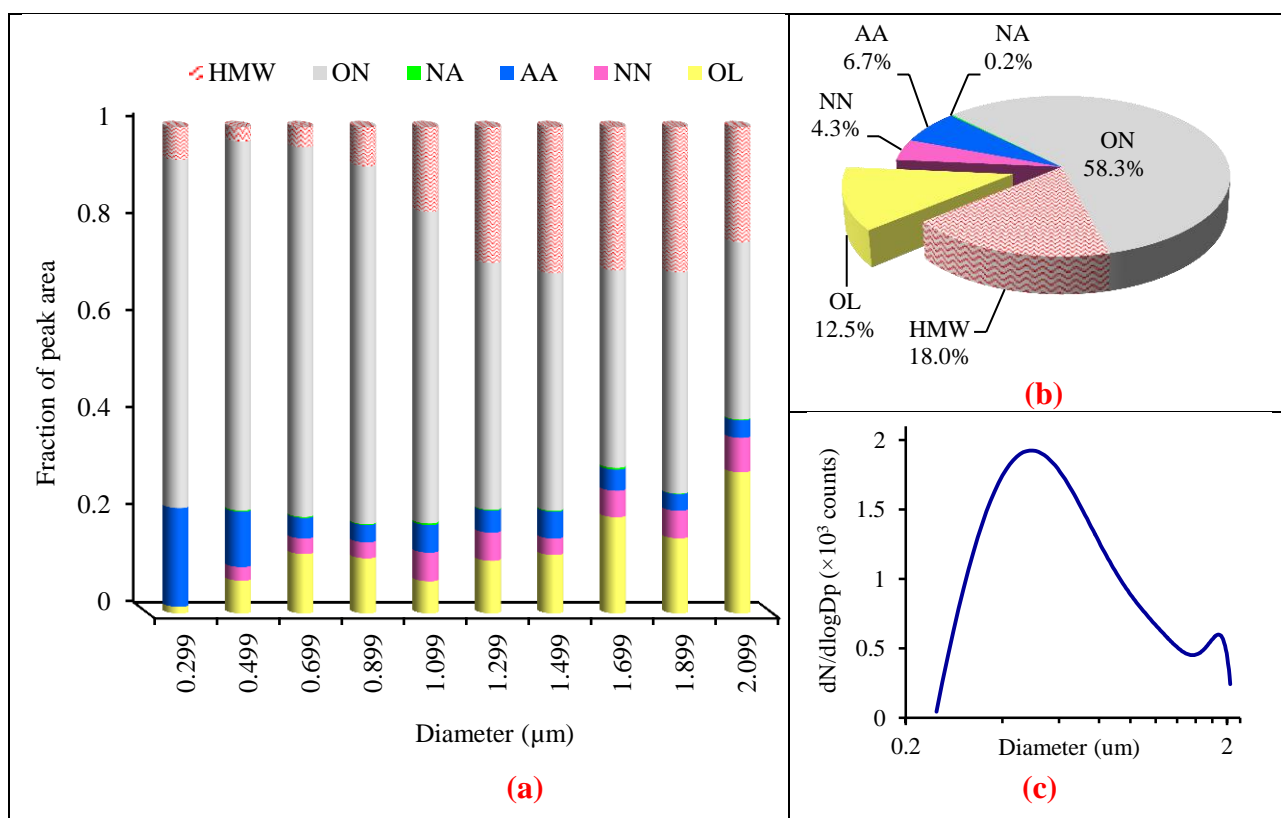 HMW ON NA AA NN OL
1
0.8
0.6
0.4
0.2
0
Fraction of peak area
0.299
0.499
0.699
0.899
1.099
1.299
1.499
1.699
1.899
2.099
Diameter (µm)
(a)
AA
6.7%
NA
0.2%
NN
4.3%
ON
58.3%
OL
12.5%
HMW
18.0%
(b)
dN/dlogDp (×10³ counts)
2
1.5
1
0.5
0
0.2
2
Diameter (um)
(c)